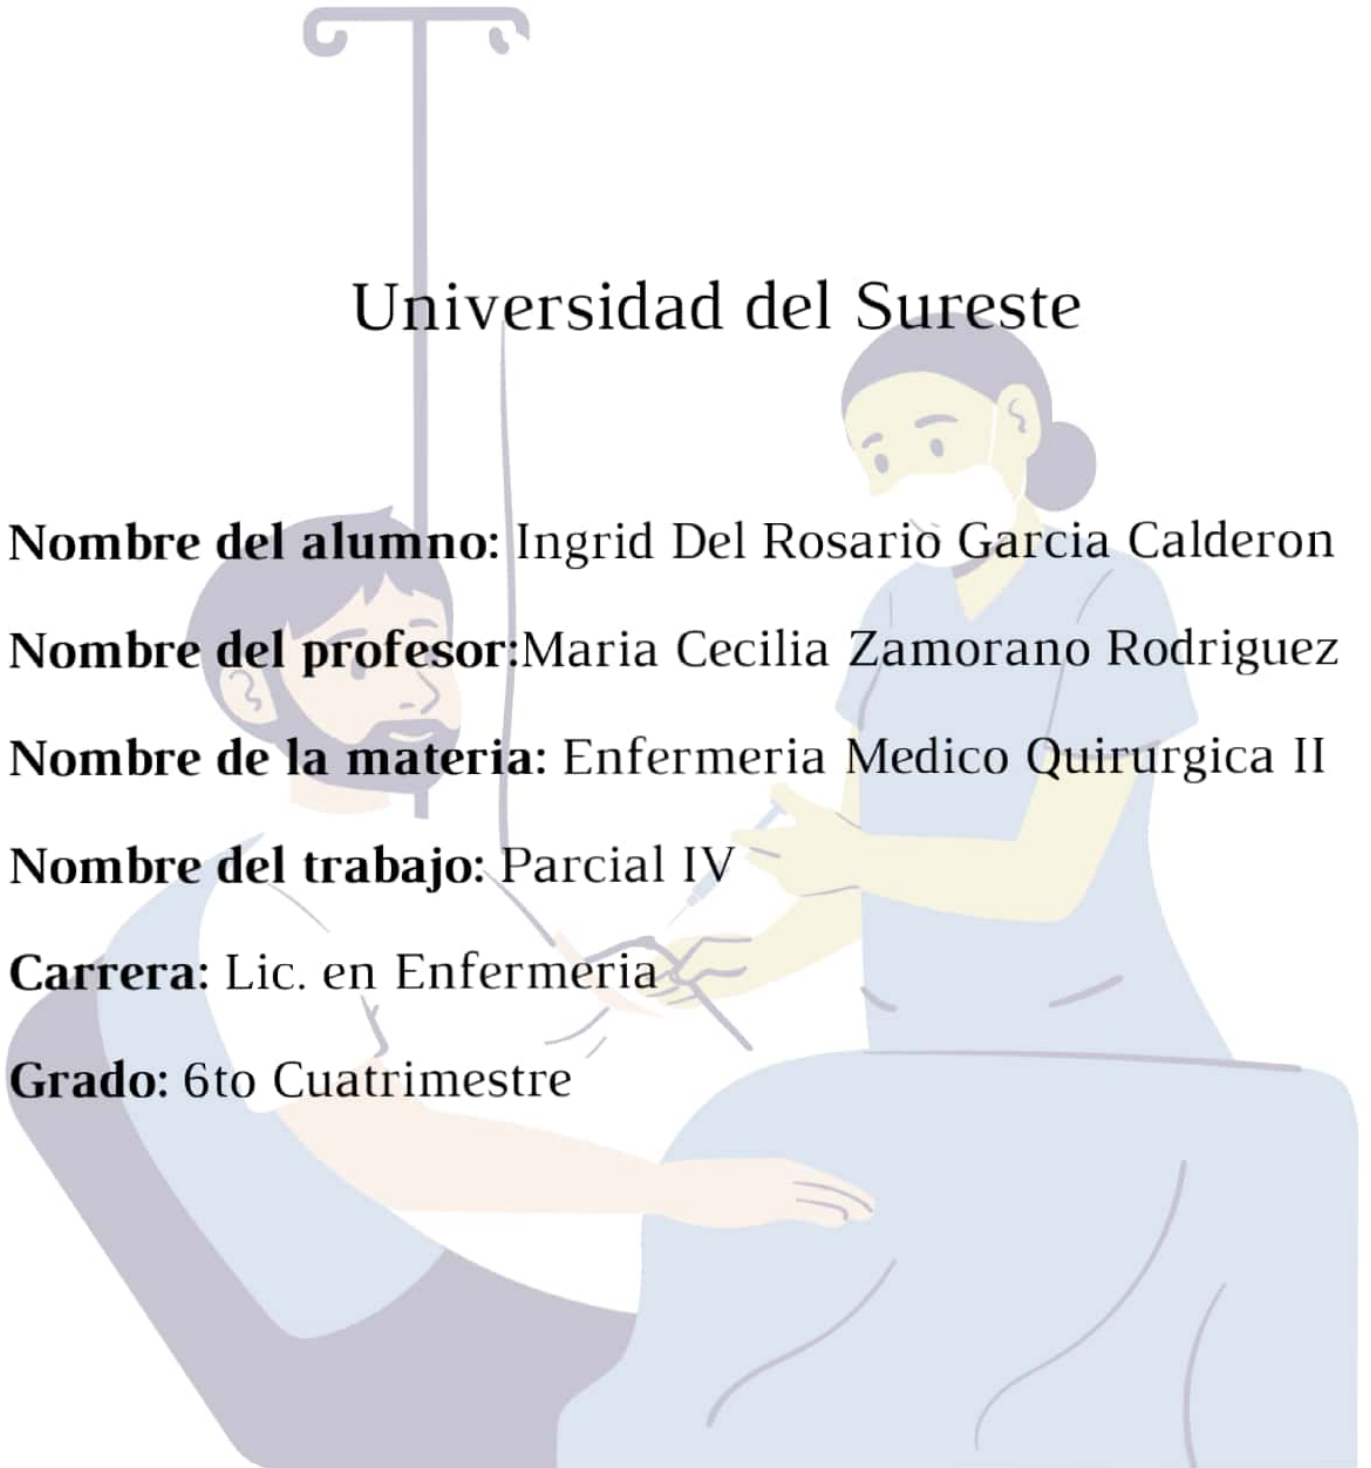 Universidad del Sureste
Nombre del alumno: Ingrid Del Rosario Garcia Calderon
Nombre del profesor:Maria Cecilia Zamorano Rodriguez
Nombre de la materia: Enfermeria Medico Quirurgica II
Nombre del trabajo: Parcial IV
Carrera: Lic. en Enfermeria
Grado: 6to Cuatrimestre